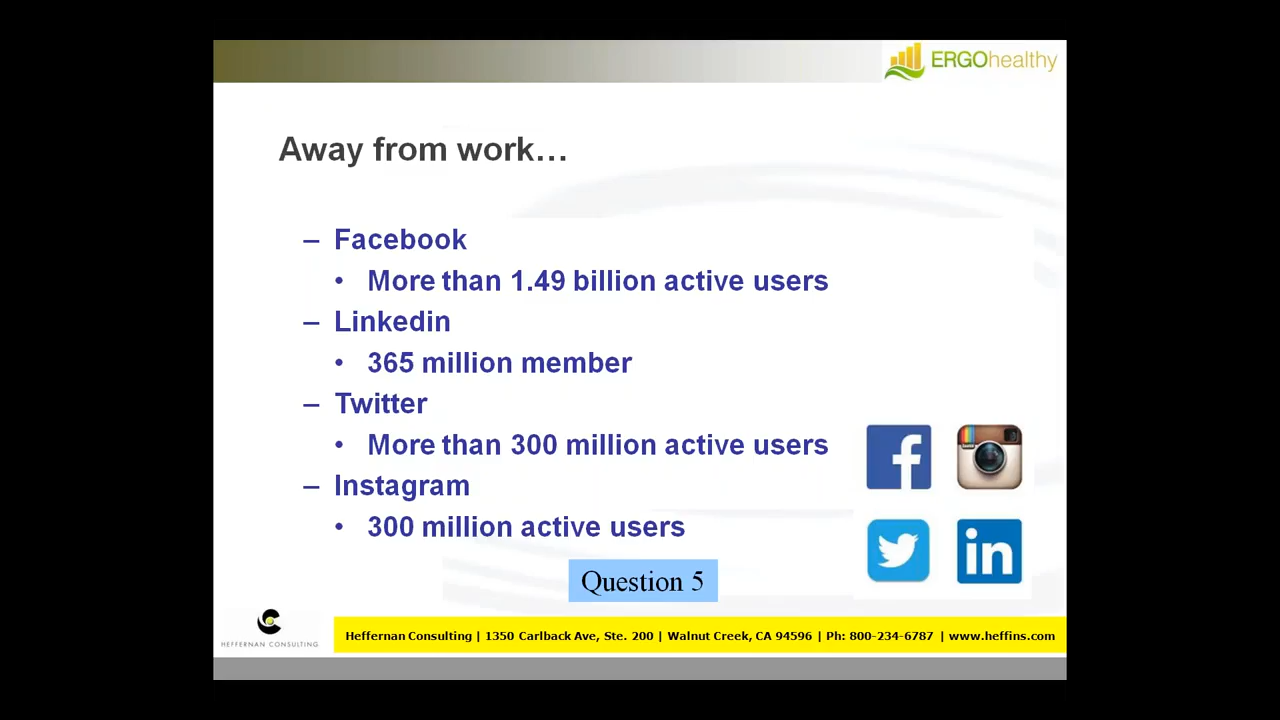 ERGOhealthy
Away from work…
– Facebook
• More than 1.49 billion active users
– Linkedin
• 365 million member
– Twitter
• More than 300 million active users
– Instagram
• 300 million active users
Question 5
HEFFERNAN CONSULTING
Heffernan Consulting | 1350 Carlback Ave, Ste. 200 | Walnut Creek, CA 94596 | Ph: 800-234-6787 | www.heffins.com